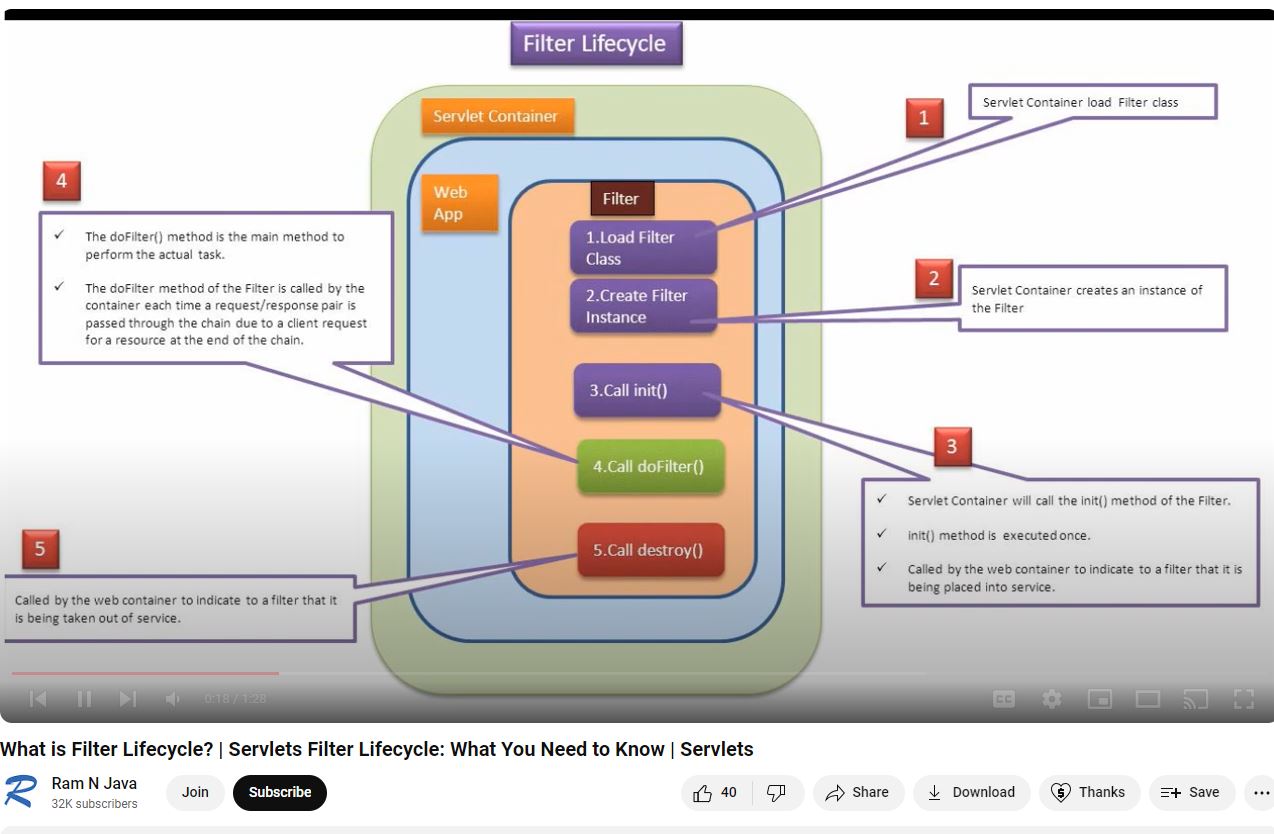 Filter Lifecycle
Servlet Container
Web
App
Filter
1.Load Filter
Class
2.Create Filter
Instance
3.Call init()
4.Call doFilter()
5.Call destroy()
1
Servlet Container load Filter class
2
Servlet Container creates an instance of
the Filter
3
✓ Servlet Container will call the init() method of the Filter.
✓ init() method is executed once.
✓ Called by the web container to indicate to a filter that it is
being placed into service.
4
✓ The doFilter() method is the main method to
perform the actual task.
✓ The doFilter method of the Filter is called by the
container each time a request/response pair is
passed through the chain due to a client request
for a resource at the end of the chain.
5
Called by the web container to indicate to a filter that it
is being taken out of service.
0:18 / 1:28
CC
What is Filter Lifecycle? | Servlets Filter Lifecycle: What You Need to Know | Servlets
R
Ram N Java
32K subscribers
Join
Subscribe
40
Share
Download
Thanks
Save